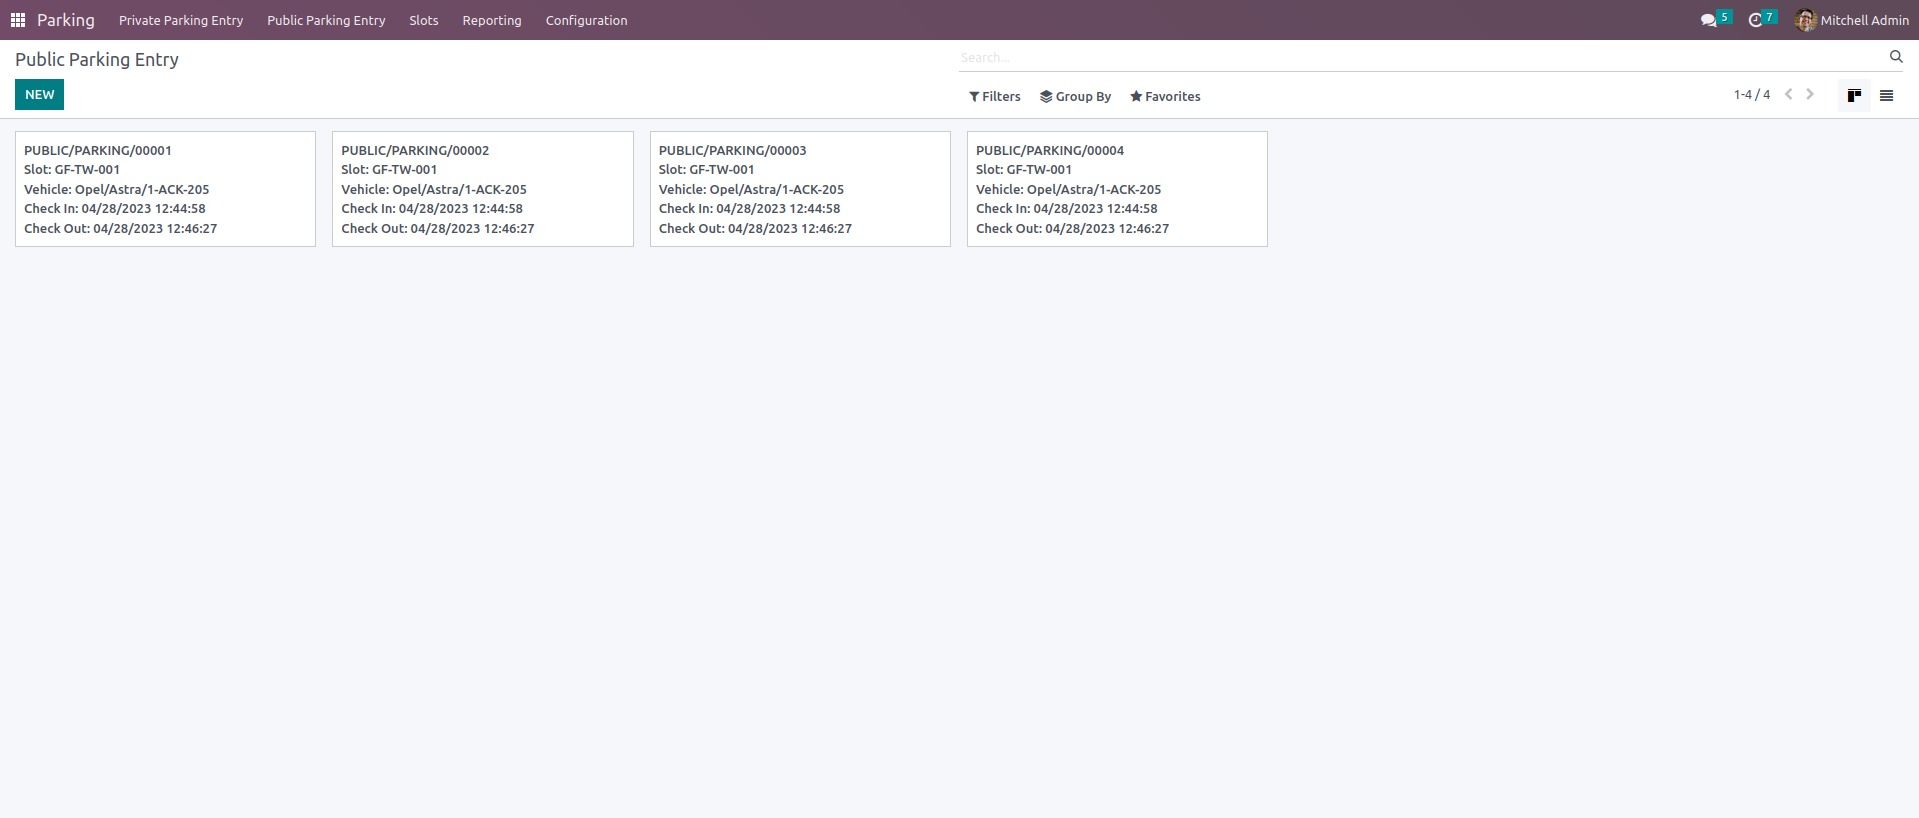 Parking Private Parking Entry Public Parking Entry Slots Reporting Configuration 5 7 Mitchell Admin
Public Parking Entry
Search...
NEW
Filters Group By Favorites
1-4 / 4
PUBLIC/PARKING/00001
Slot: GF-TW-001
Vehicle: Opel/Astra/1-ACK-205
Check In: 04/28/2023 12:44:58
Check Out: 04/28/2023 12:46:27
PUBLIC/PARKING/00002
Slot: GF-TW-001
Vehicle: Opel/Astra/1-ACK-205
Check In: 04/28/2023 12:44:58
Check Out: 04/28/2023 12:46:27
PUBLIC/PARKING/00003
Slot: GF-TW-001
Vehicle: Opel/Astra/1-ACK-205
Check In: 04/28/2023 12:44:58
Check Out: 04/28/2023 12:46:27
PUBLIC/PARKING/00004
Slot: GF-TW-001
Vehicle: Opel/Astra/1-ACK-205
Check In: 04/28/2023 12:44:58
Check Out: 04/28/2023 12:46:27